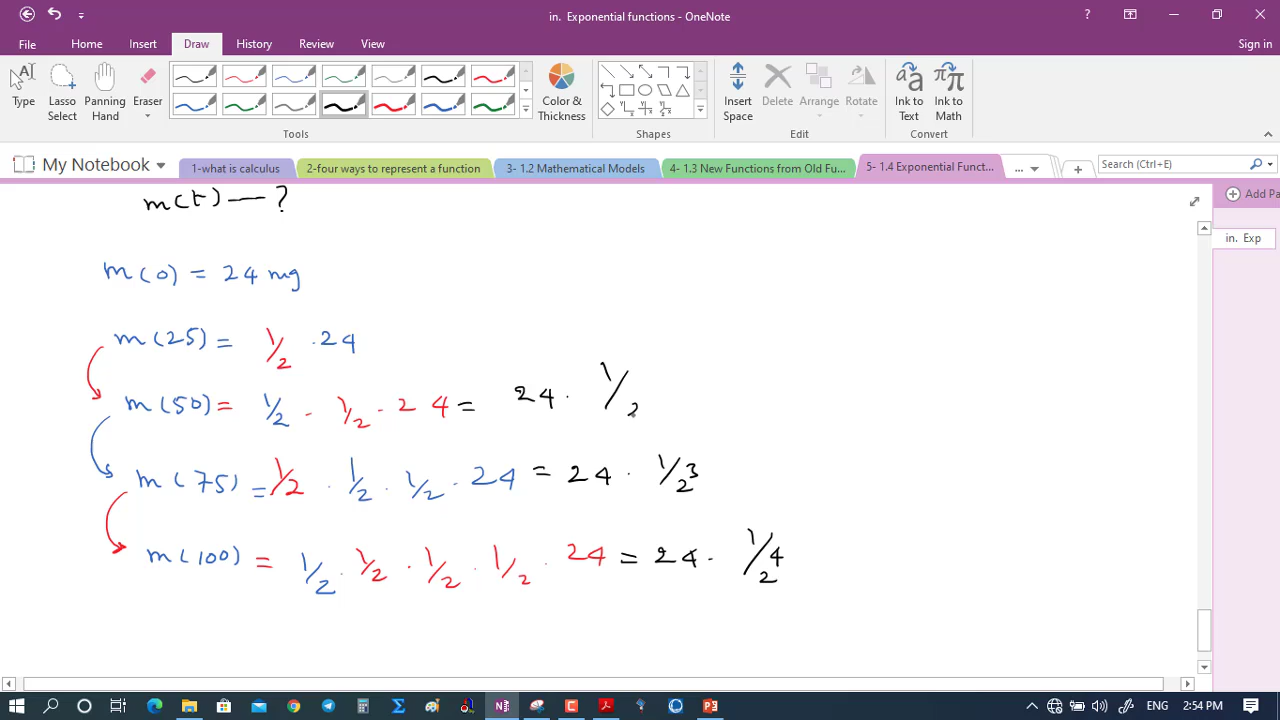 in. Exponential functions - OneNote
File Home Insert Draw History Review View Sign in
Type Lasso Select Panning Hand Eraser Color & Thickness Insert Space Delete Arrange Rotate Ink to Text Ink to Math
Tools Shapes Edit Convert
My Notebook 1-what is calculus 2-four ways to represent a function 3- 1.2 Mathematical Models 4- 1.3 New Functions from Old Fu... 5- 1.4 Exponential Funct... ... Search (Ctrl+E)
Add Pa
in. Exp
m(t) — ?
m(0) = 24 mg
m(25) = 1/2 · 24
m(50) = 1/2 · 1/2 · 24 = 24 · 1/2
m(75) = 1/2 · 1/2 · 1/2 · 24 = 24 · 1/2³
m(100) = 1/2 · 1/2 · 1/2 · 1/2 · 24 = 24 · 1/2⁴
2:54 PM